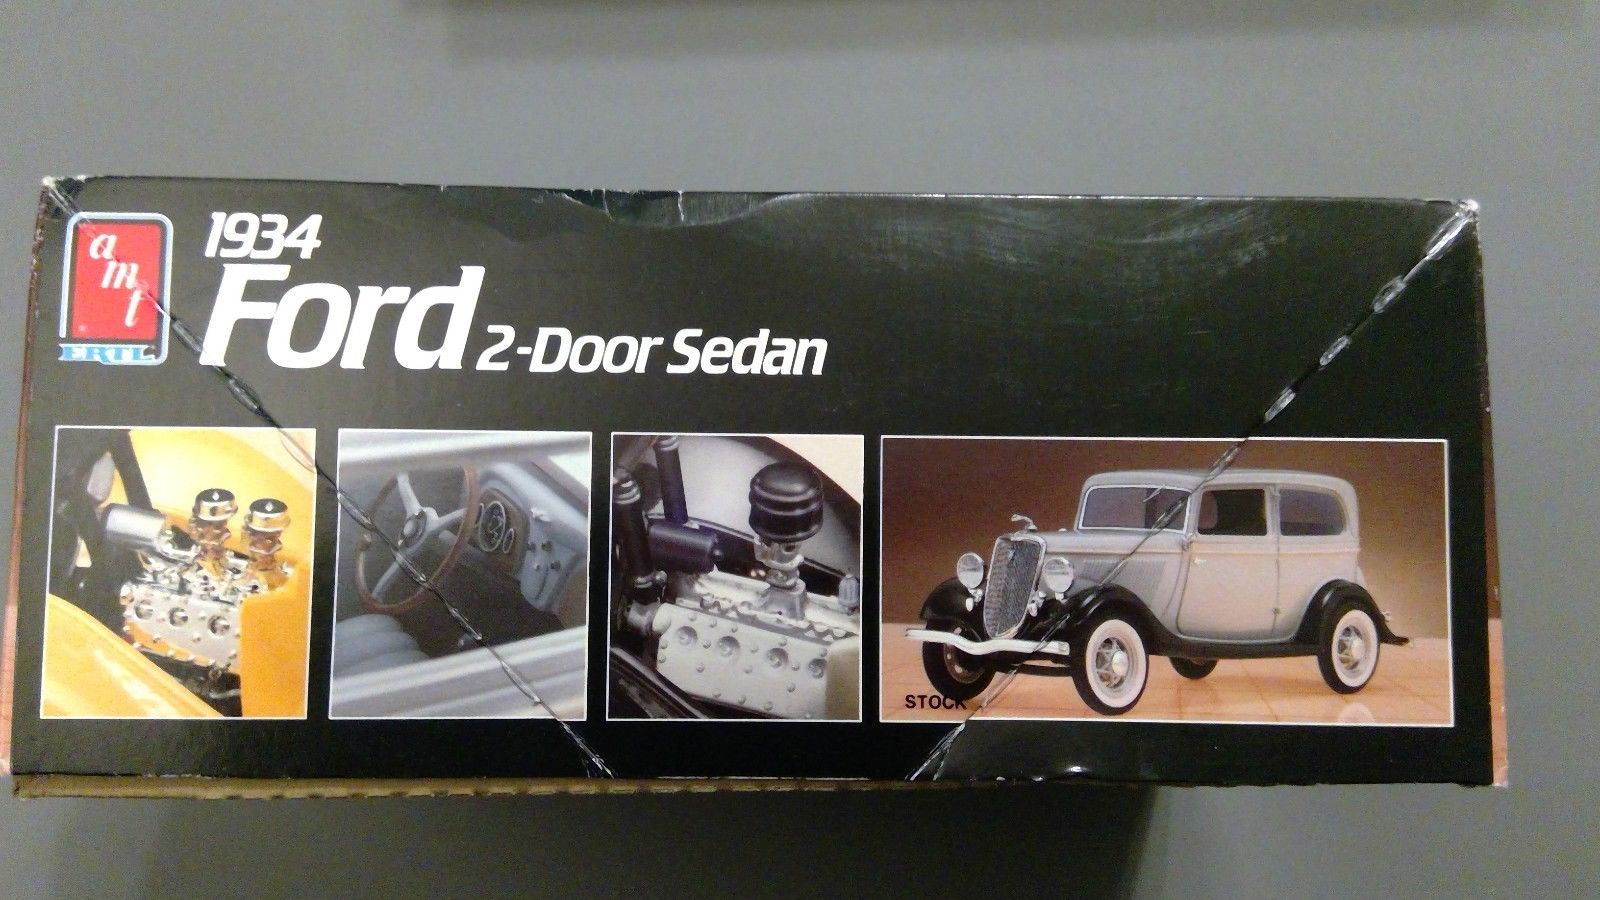 amt
ERTL
1934
Ford 2-Door Sedan
STOCK